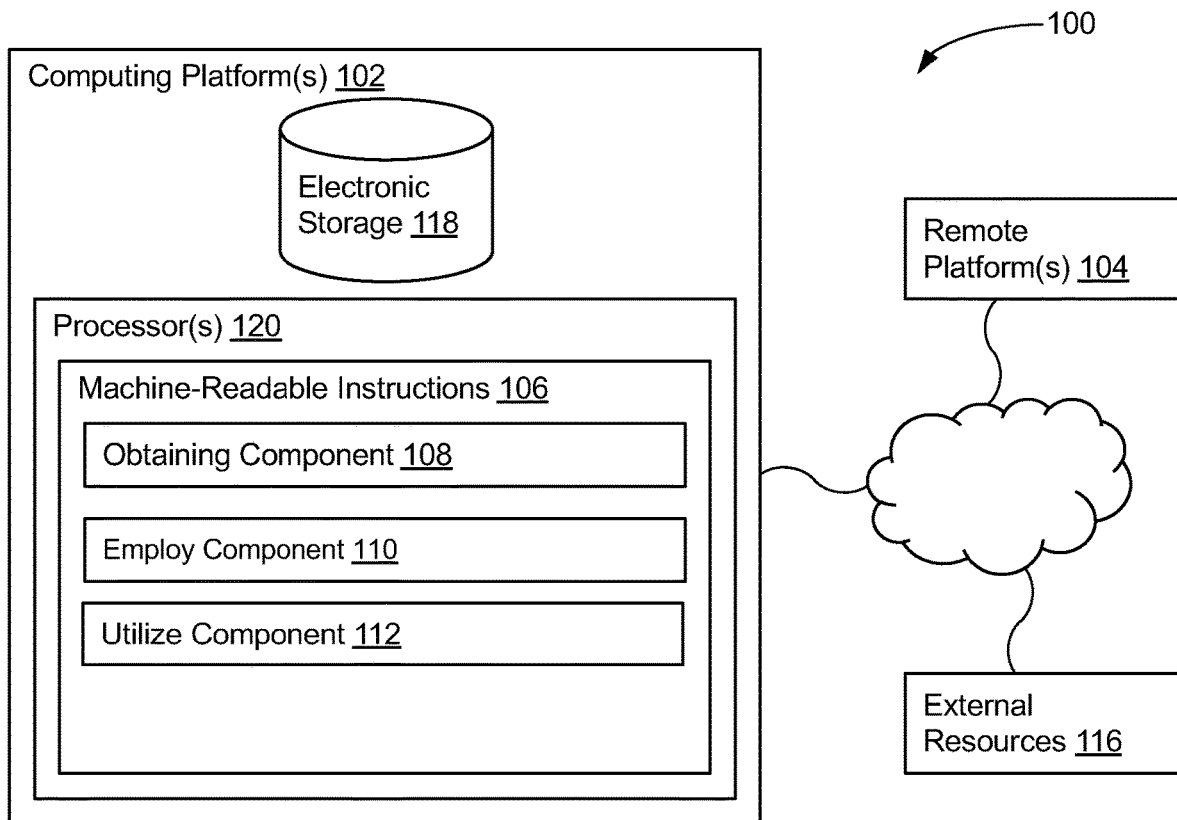 100
Computing Platform(s) 102
Electronic
Storage 118
Remote
Platform(s) 104
Processor(s) 120
Machine-Readable Instructions 106
Obtaining Component 108
Employ Component 110
Utilize Component 112
External
Resources 116